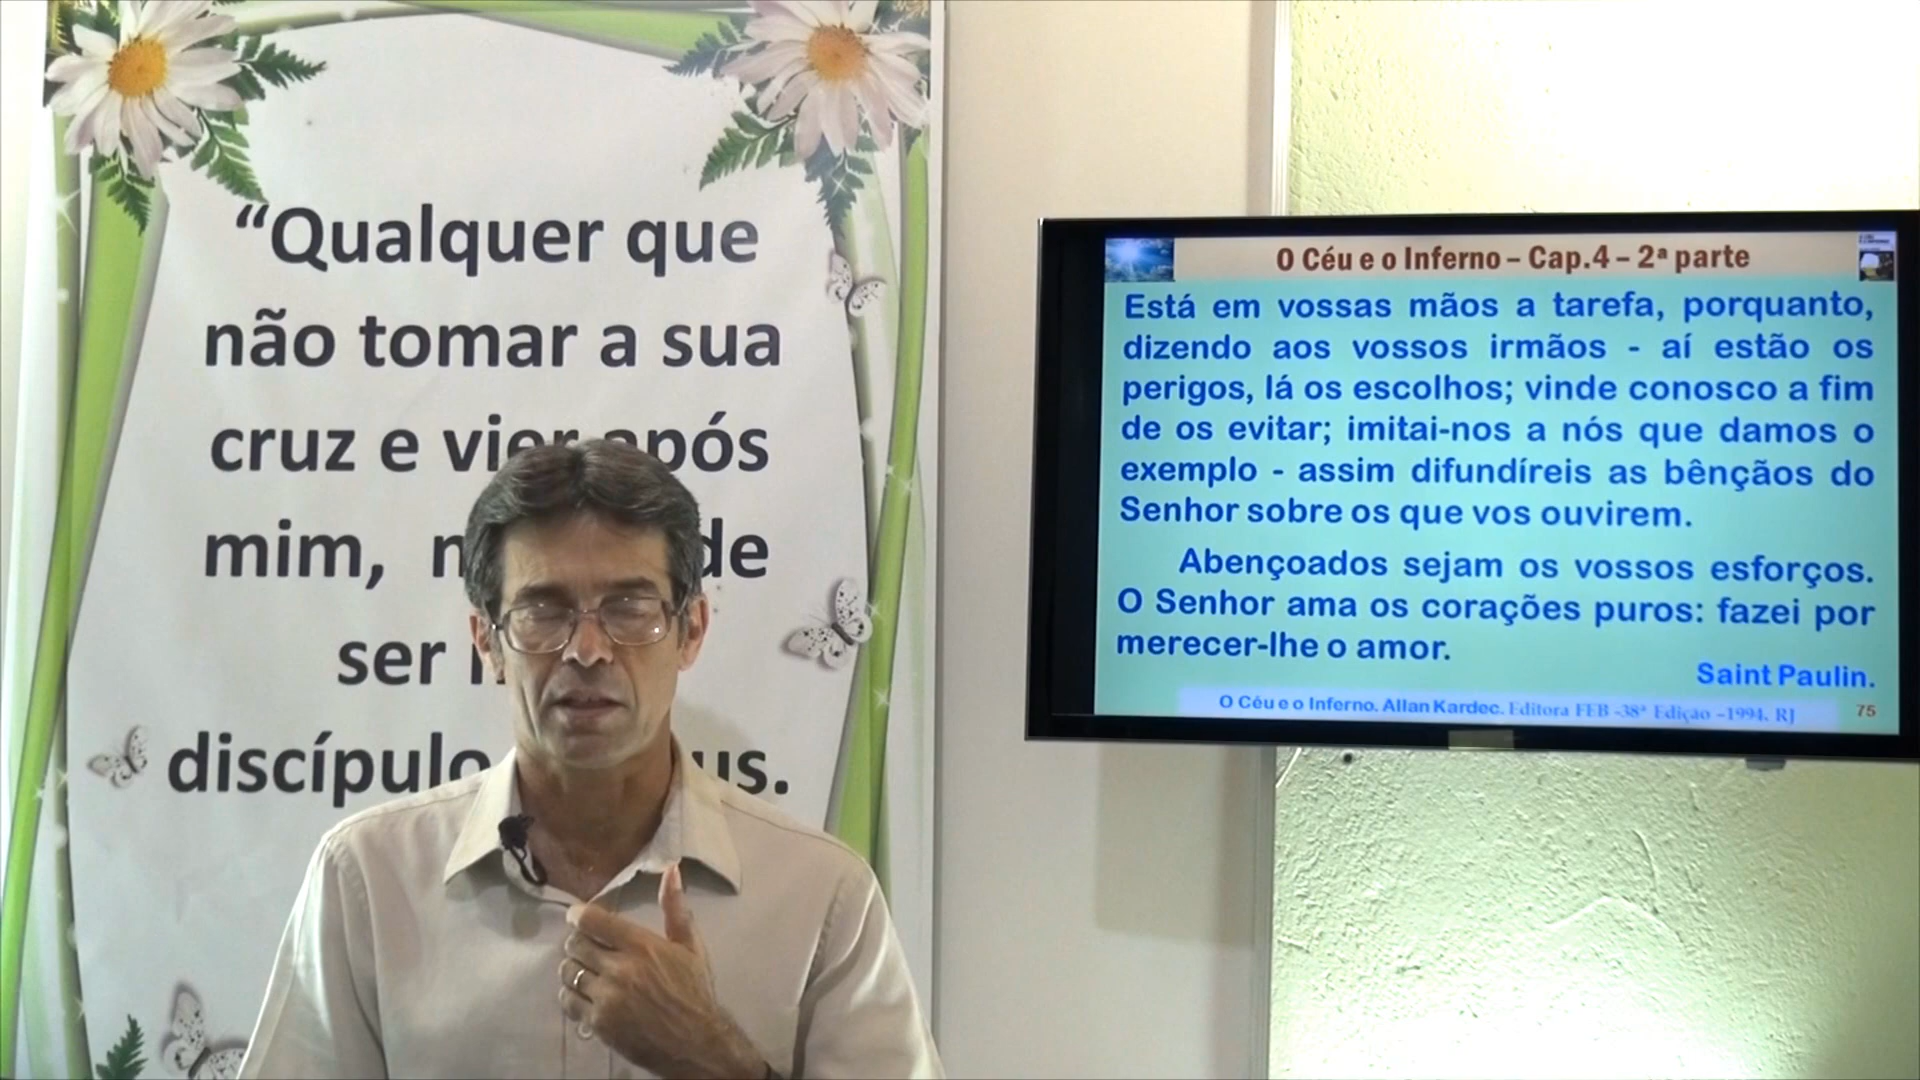 “Qualquer que
não tomar a sua
cruz e vier após
mim, de
ser
discípulo us.
O Céu e o Inferno – Cap.4 – 2ª parte
Está em vossas mãos a tarefa, porquanto,
dizendo aos vossos irmãos - aí estão os
perigos, lá os escolhos; vinde conosco a fim
de os evitar; imitai-nos a nós que damos o
exemplo - assim difundíreis as bênçãos do
Senhor sobre os que vos ouvirem.
Abençoados sejam os vossos esforços.
O Senhor ama os corações puros: fazei por
merecer-lhe o amor.
Saint Paulin.
O Céu e o Inferno. Allan Kardec. Editora FEB -38ª Edição -1994. RJ
75